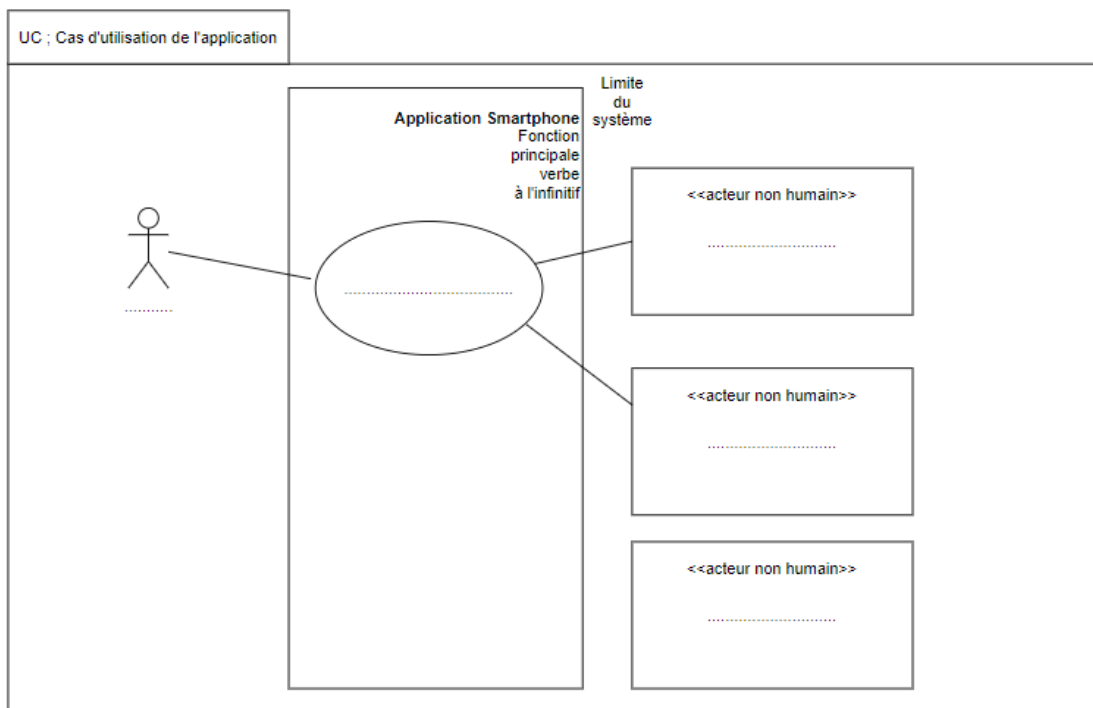 UC ; Cas d'utilisation de l'application
Limite
du
système
Application Smartphone
Fonction
principale
verbe
à l'infinitif
<<acteur non humain>>
................................
.......................................
...........
<<acteur non humain>>
................................
<<acteur non humain>>
................................